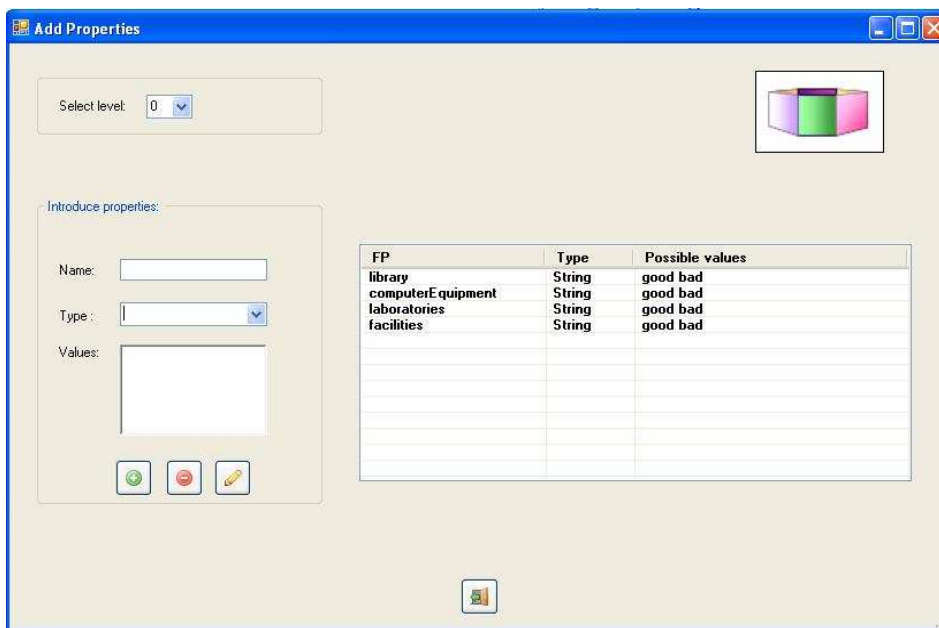 Add Properties
Select level: 0
Introduce properties:
Name:
Type :
Values:
FP Type Possible values
library String good bad
computerEquipment String good bad
laboratories String good bad
facilities String good bad